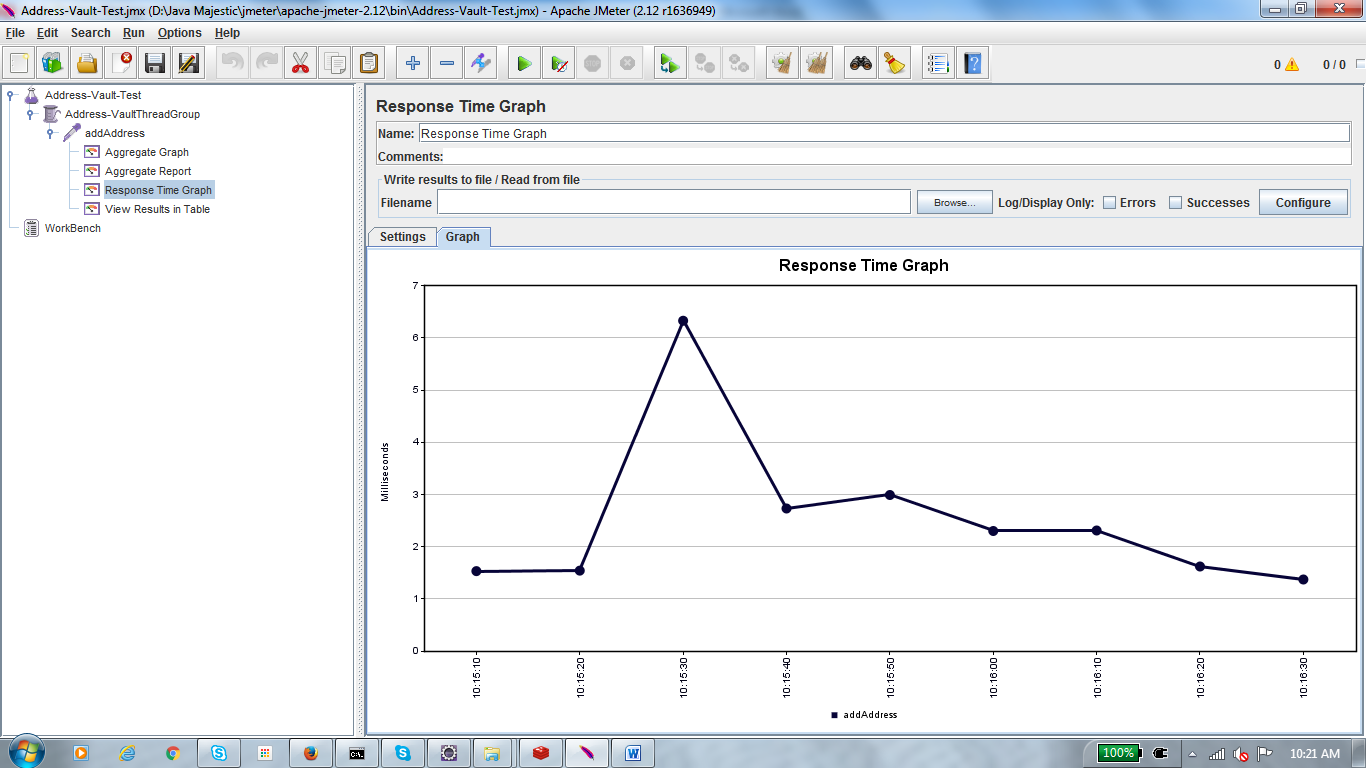 Address-Vault-Test.jmx (D:\Java Majestic\jmeter\apache-jmeter-2.12\bin\Address-Vault-Test.jmx) - Apache JMeter (2.12 r1636949)
File Edit Search Run Options Help
0 0 / 0
Address-Vault-Test
Address-VaultThreadGroup
addAddress
Aggregate Graph
Aggregate Report
Response Time Graph
View Results in Table
WorkBench
Response Time Graph
Name: Response Time Graph
Comments:
Write results to file / Read from file
Filename Browse... Log/Display Only: Errors Successes Configure
Settings Graph
Response Time Graph
Milliseconds
7
6
5
4
3
2
1
0
10:15:10 10:15:20 10:15:30 10:15:40 10:15:50 10:16:00 10:16:10 10:16:20 10:16:30
addAddress
C:\. 100% 10:21 AM